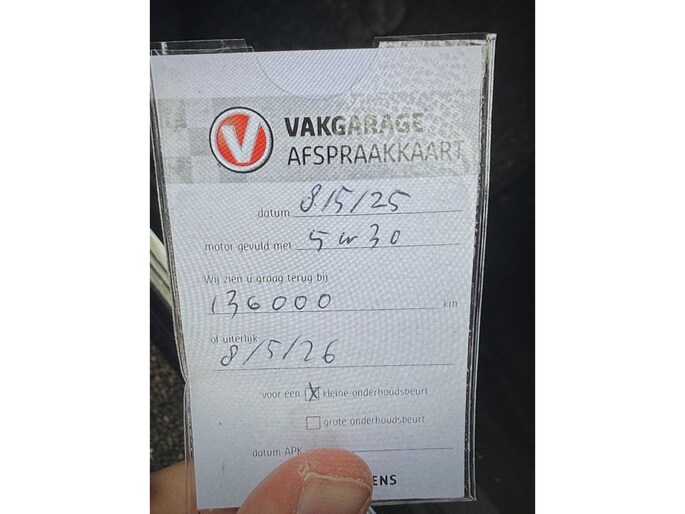 V
VAKGARAGE
AFSPRAAKKAART
datum 8/5/25
motor gevuld met 5w30
Wij zien u graag terug bij
136000 km
of uiterlijk
8/5/26
voor een X kleine onderhoudsbeurt
grote onderhoudsbeurt
datum APK
ENS